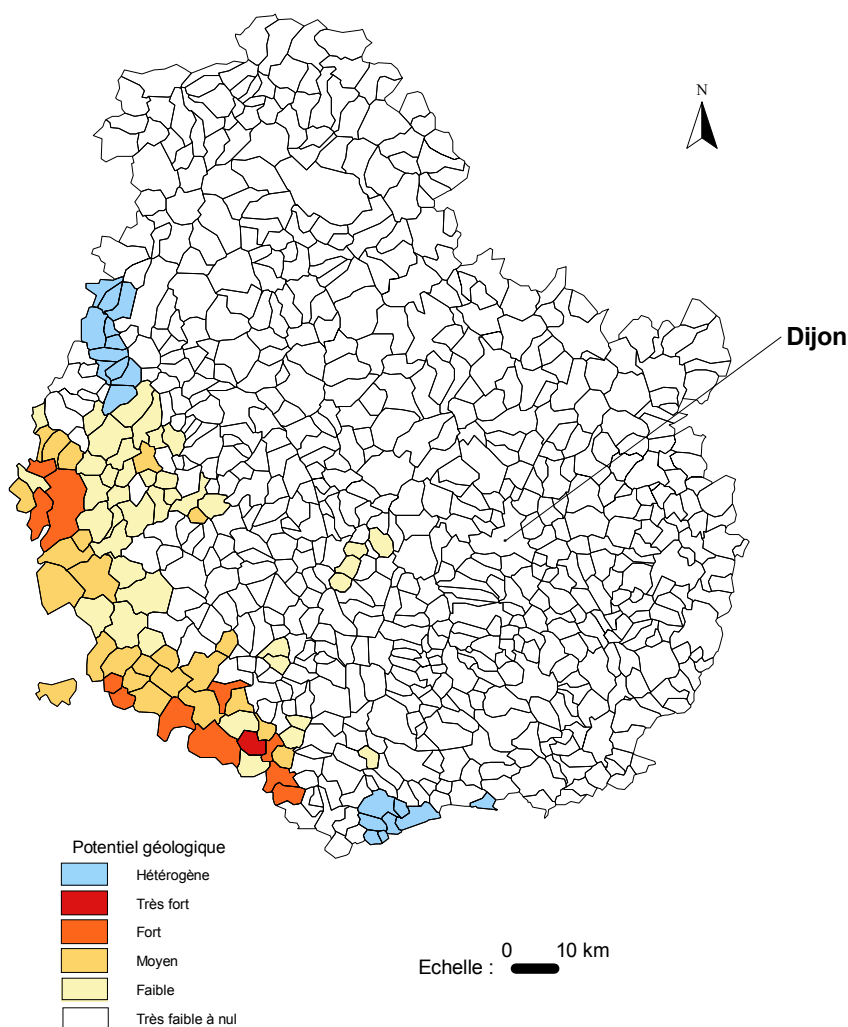 N
Dijon
Potentiel géologique
Hétérogène
Très fort
Fort
Moyen
Faible
Très faible à nul
0 10 km
Echelle :